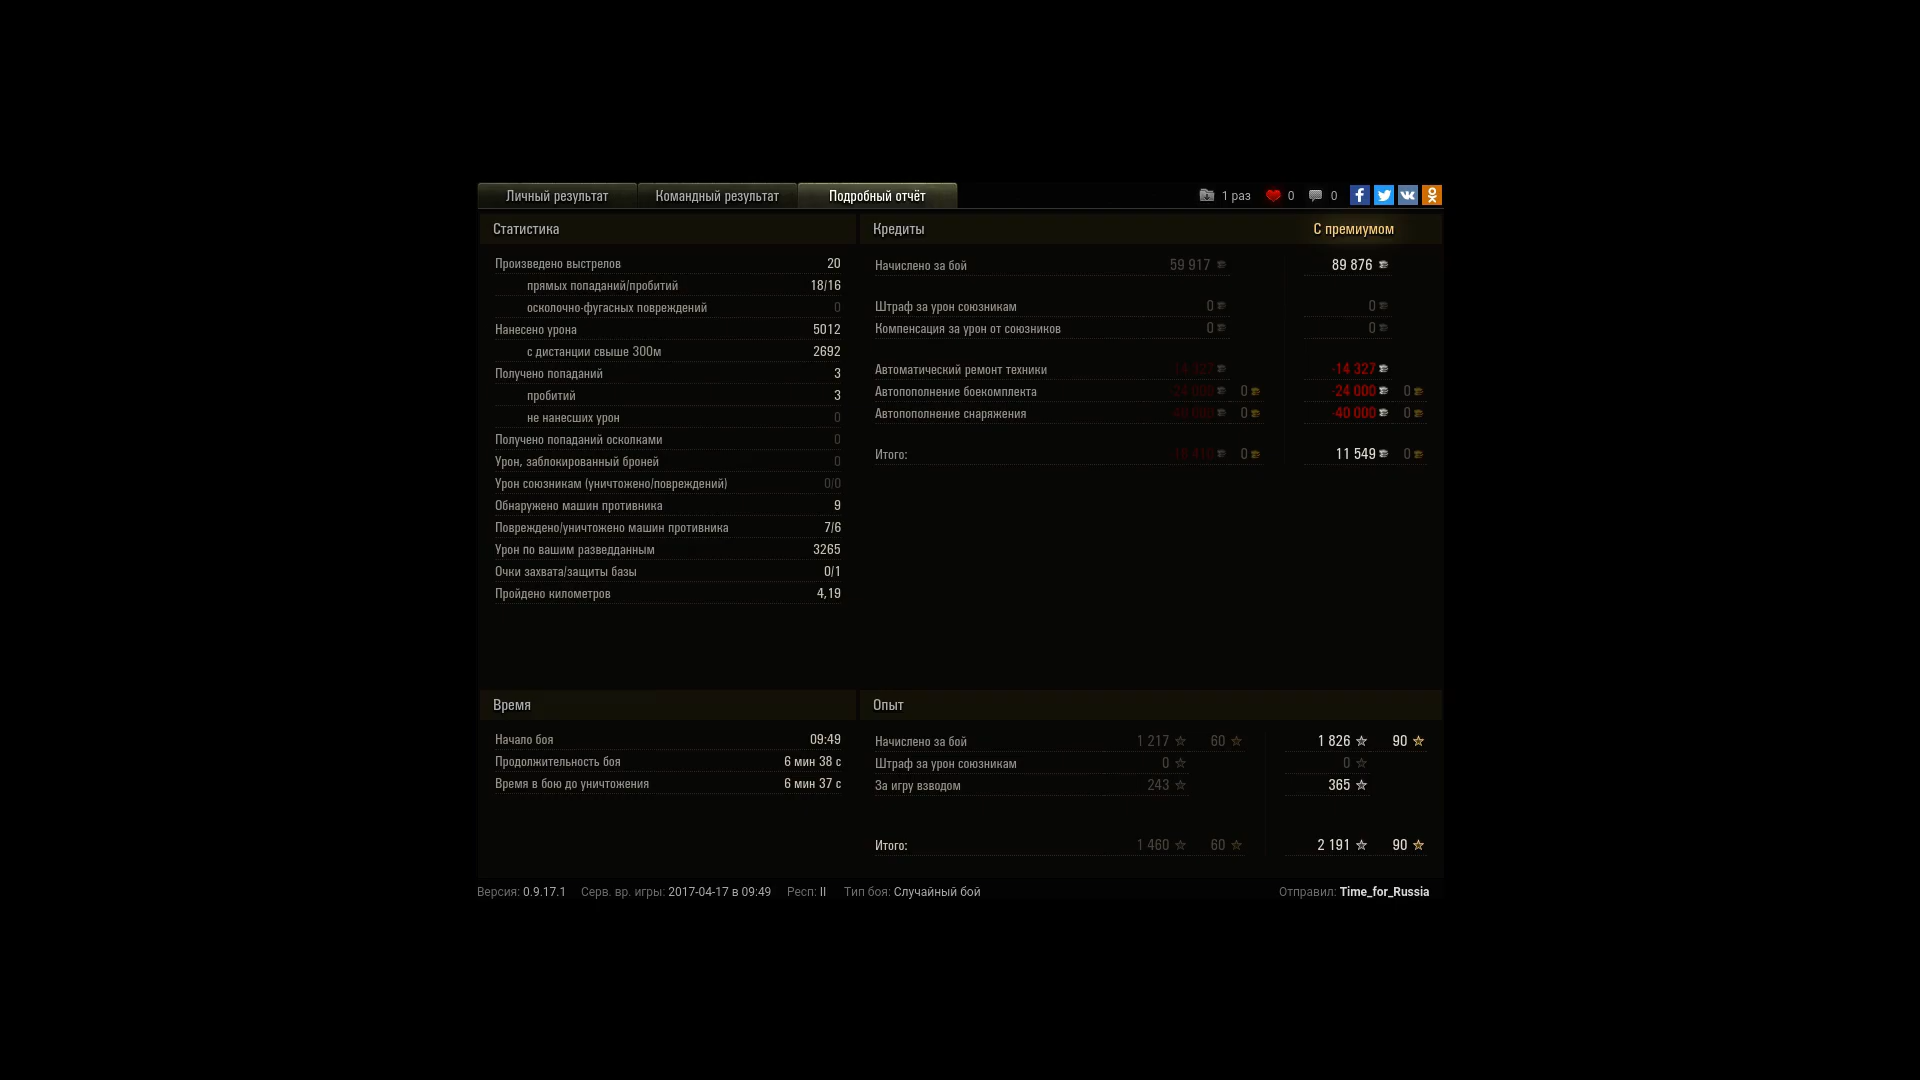 Личный результат Командный результат Подробный отчёт 1 раз 0 0
Статистика
Произведено выстрелов 20
прямых попаданий/пробитий 18/16
осколочно-фугасных повреждений 0
Нанесено урона 5012
с дистанции свыше 300м 2692
Получено попаданий 3
пробитий 3
не нанесших урон 0
Получено попаданий осколками 0
Урон, заблокированный броней 0
Урон союзникам (уничтожено/повреждений) 0/0
Обнаружено машин противника 9
Повреждено/уничтожено машин противника 7/6
Урон по вашим разведданным 3265
Очки захвата/защиты базы 0/1
Пройдено километров 4,19
Кредиты С премиумом
Начислено за бой 59 917 89 876
Штраф за урон союзникам 0 0
Компенсация за урон от союзников 0 0
Автоматический ремонт техники -14 327 -14 327
Автопополнение боекомплекта -24 000 0 -24 000 0
Автопополнение снаряжения -40 000 0 -40 000 0
Итого: 0 11 549 0
Время
Начало боя 09:49
Продолжительность боя 6 мин 38 с
Время в бою до уничтожения 6 мин 37 с
Опыт
Начислено за бой 1 217 60 1 826 90
Штраф за урон союзникам 0 0
За игру взводом 243 365
Итого: 1 460 60 2 191 90
Версия: 0.9.17.1 Серв. вр. игры: 2017-04-17 в 09:49 Респ: II Тип боя: Случайный бой Отправил: Time_for_Russia